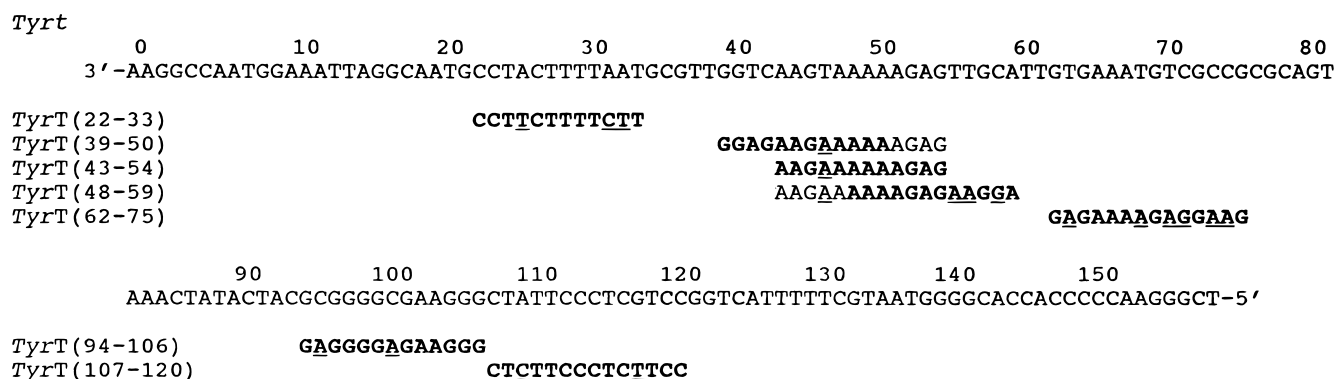 Tyrt
0 10 20 30 40 50 60 70 80
3′-AAGGCCAATGGAAATTAGGCAATGCCTACTTTTAATGCGTTGGTCAAGTAAAAAGAGTTGCATTGTGAAATGTCGCCGCGCAGT
TyrT(22-33) CCTTCTTTTCTT
TyrT(39-50) GGAGAAGAAAAAAGAG
TyrT(43-54) AAGAAAAAAGAG
TyrT(48-59) AAGAAAAAAGAGAAGGA
TyrT(62-75) GAGAAAAGAGGAAG
90 100 110 120 130 140 150
AAACTATACTACGCGGGGCGAAGGGCTATTCCCTCGTCCGGTCATTTTTCGTAATGGGGCACCACCCCCAAGGGCT-5′
TyrT(94-106) GAGGGGAGAAGGG
TyrT(107-120) CTCTTCCCTCTTCC